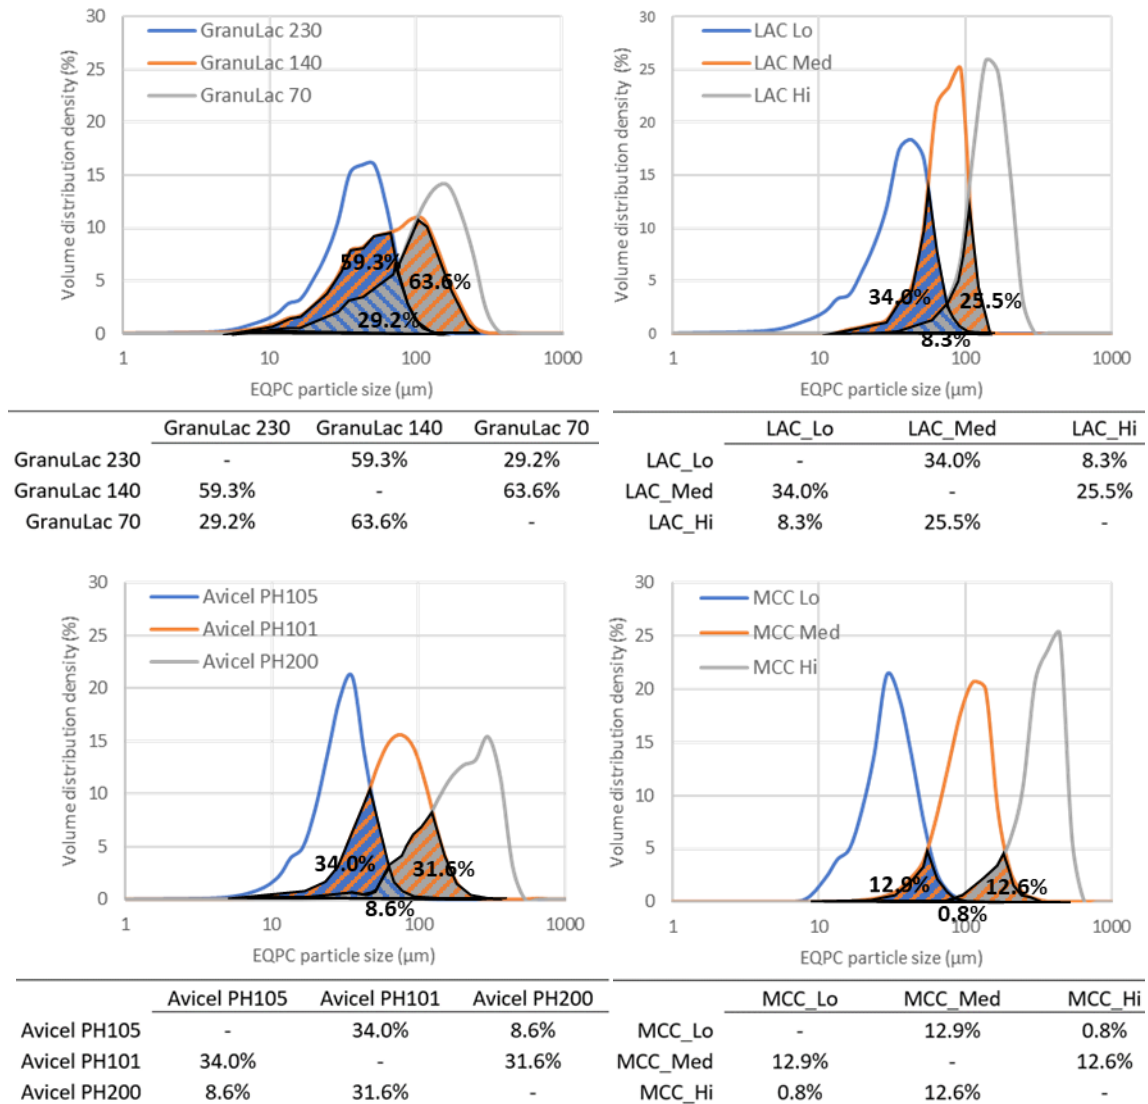 30
25
20
15
10
5
0
Volume distribution density (%)
GranuLac 230
GranuLac 140
GranuLac 70
59.3%
63.6%
29.2%
1
10
100
1000
EQPC particle size (µm)
30
25
20
15
10
5
0
Volume distribution density (%)
LAC Lo
LAC Med
LAC Hi
34.0%
25.5%
8.3%
1
10
100
1000
EQPC particle size (µm)
GranuLac 230 GranuLac 140 GranuLac 70
GranuLac 230 - 59.3% 29.2%
GranuLac 140 59.3% - 63.6%
GranuLac 70 29.2% 63.6% -
LAC_Lo LAC_Med LAC_Hi
LAC_Lo - 34.0% 8.3%
LAC_Med 34.0% - 25.5%
LAC_Hi 8.3% 25.5% -
30
25
20
15
10
5
0
Volume distribution density (%)
Avicel PH105
Avicel PH101
Avicel PH200
34.0%
31.6%
8.6%
1
10
100
1000
EQPC particle size (µm)
30
25
20
15
10
5
0
Volume distribution density (%)
MCC Lo
MCC Med
MCC Hi
12.9%
12.6%
0.8%
1
10
100
1000
EQPC particle size (µm)
Avicel PH105 Avicel PH101 Avicel PH200
Avicel PH105 - 34.0% 8.6%
Avicel PH101 34.0% - 31.6%
Avicel PH200 8.6% 31.6% -
MCC_Lo MCC_Med MCC_Hi
MCC_Lo - 12.9% 0.8%
MCC_Med 12.9% - 12.6%
MCC_Hi 0.8% 12.6% -